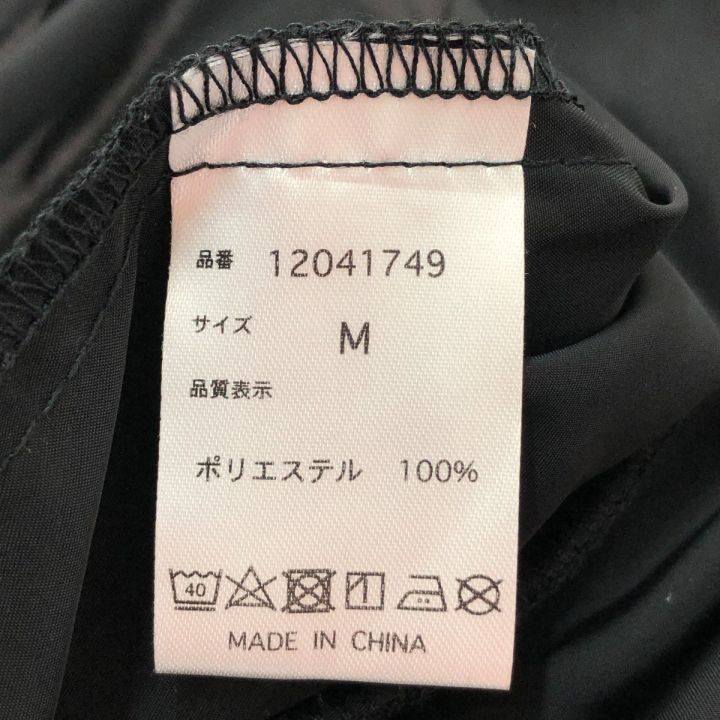 品番 12041749
サイズ M
品質表示
ポリエステル 100%
40
MADE IN CHINA